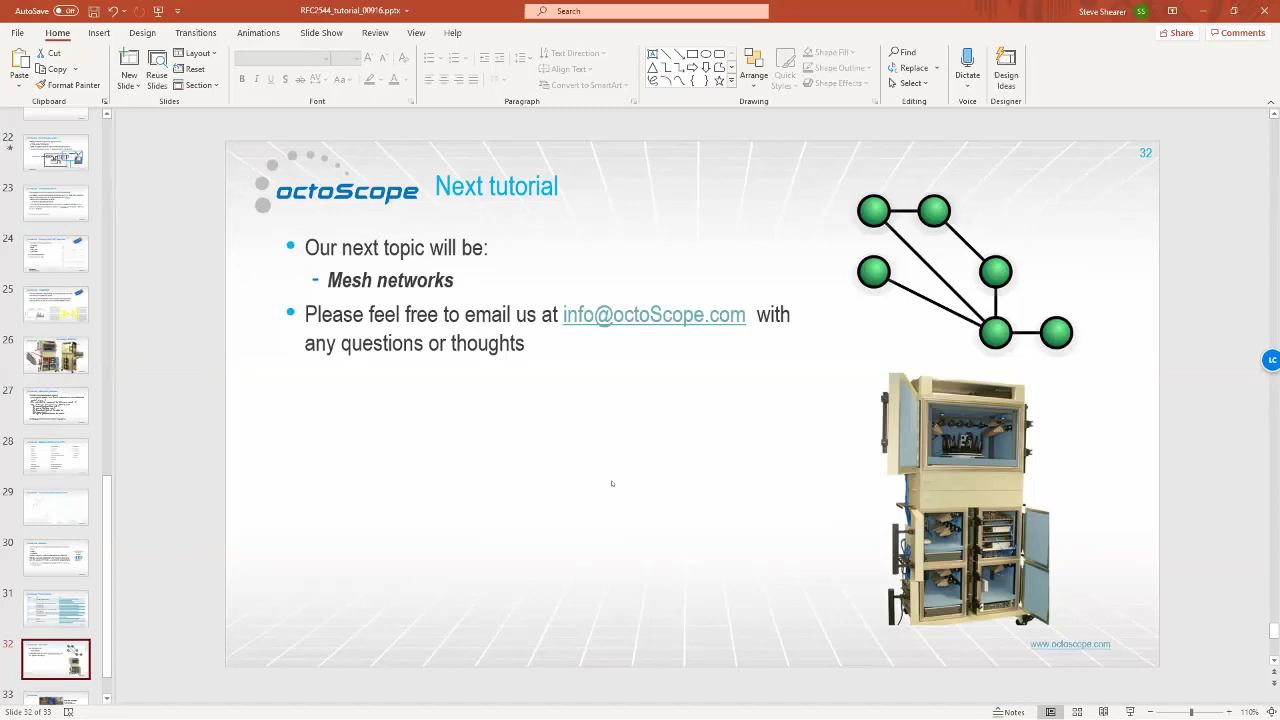 AutoSave Off
RFC2544_tutorial_00916.pptx
Search
Steve Shearer SS
File Home Insert Design Transitions Animations Slide Show Review View Help
Share Comments
Paste
Cut
Copy
Format Painter
Clipboard
New Slide
Reuse Slides
Layout
Reset
Section
Slides
Font
Text Direction
Align Text
Convert to SmartArt
Paragraph
Arrange
Quick Styles
Shape Fill
Shape Outline
Shape Effects
Drawing
Find
Replace
Select
Editing
Dictate
Voice
Design Ideas
Designer
22
23
24
25
26
27
28
29
30
31
32
33
32
octoScope Next tutorial
Our next topic will be:
- Mesh networks
Please feel free to email us at info@octoScope.com with
any questions or thoughts
www.octoscope.com
LC
Slide 32 of 33
Notes
110%